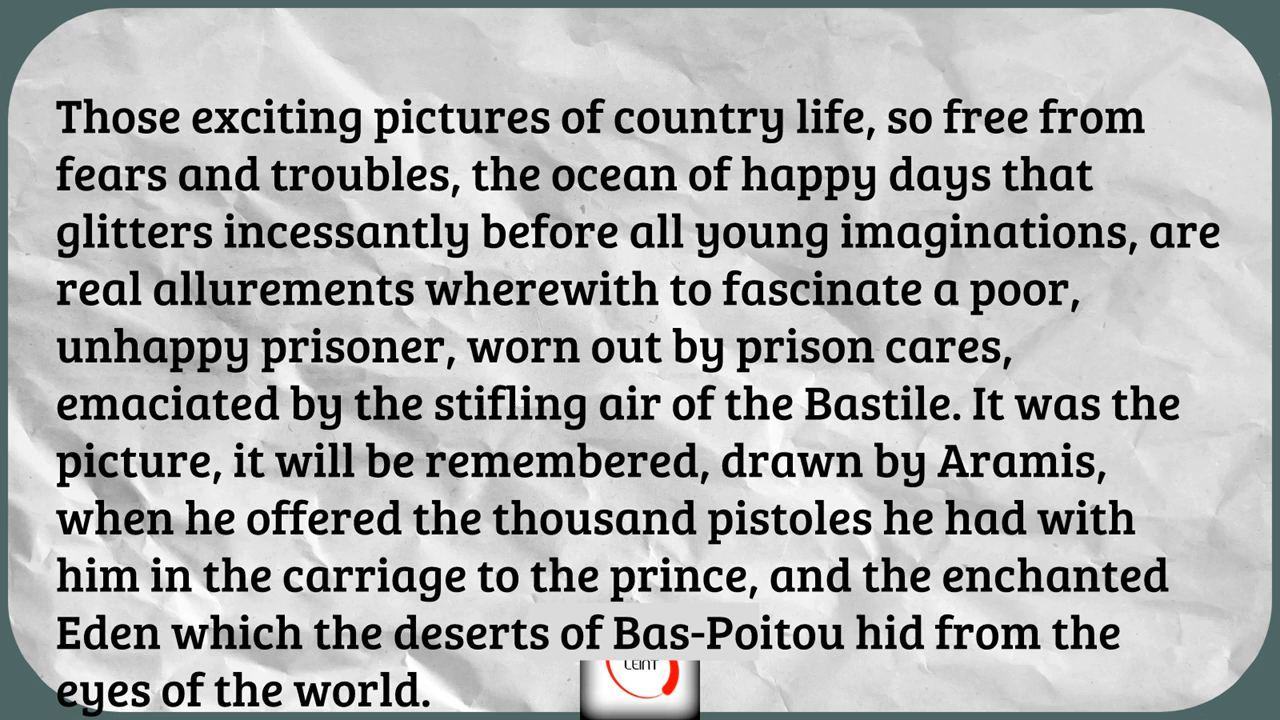 Those exciting pictures of country life, so free from
fears and troubles, the ocean of happy days that
glitters incessantly before all young imaginations, are
real allurements wherewith to fascinate a poor,
unhappy prisoner, worn out by prison cares,
emaciated by the stifling air of the Bastile. It was the
picture, it will be remembered, drawn by Aramis,
when he offered the thousand pistoles he had with
him in the carriage to the prince, and the enchanted
Eden which the deserts of Bas-Poitou hid from the
eyes of the world.
LEINT